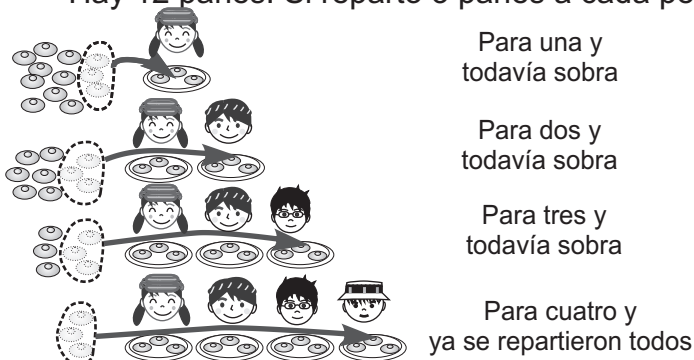 Hay 12 panes. Si reparto 3 panes a cada pe
Para una y
todavía sobra
Para dos y
todavía sobra
Para tres y
todavía sobra
Para cuatro y
ya se repartieron todos